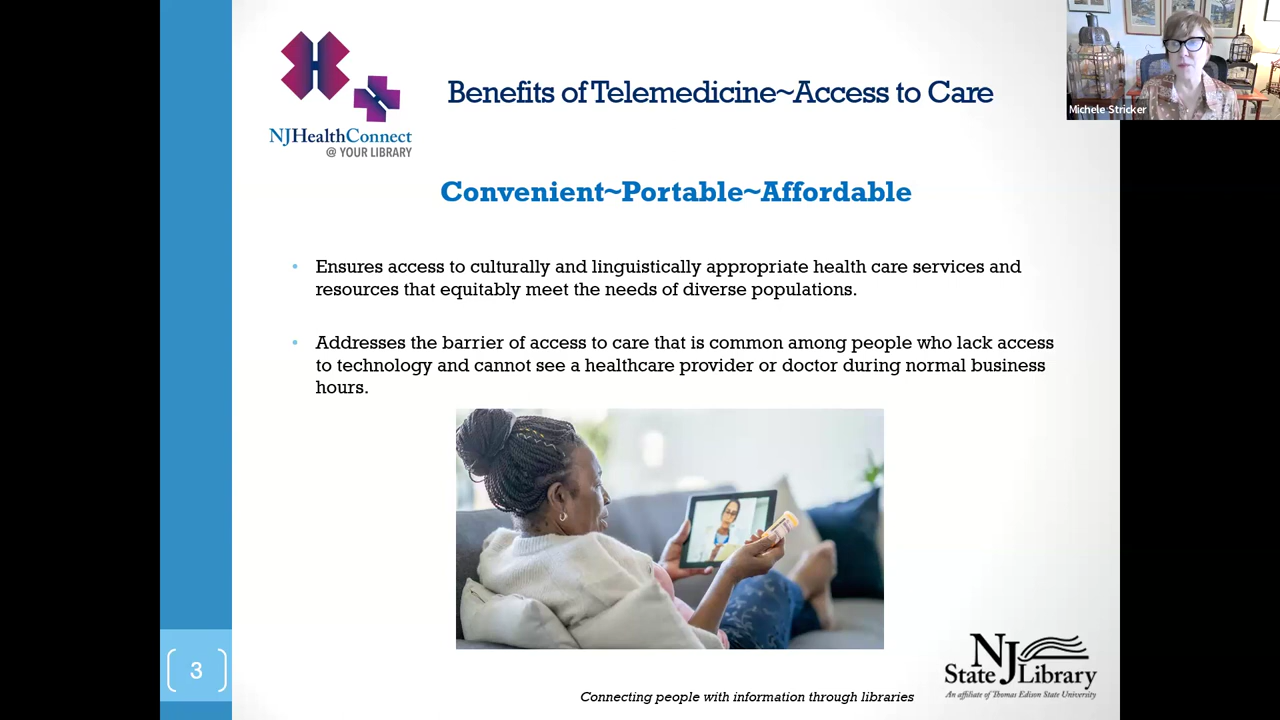 Benefits of Telemedicine~Access to Care
Michele Stricker
NJHealthConnect
@ YOUR LIBRARY
Convenient~Portable~Affordable
• Ensures access to culturally and linguistically appropriate health care services and
resources that equitably meet the needs of diverse populations.
• Addresses the barrier of access to care that is common among people who lack access
to technology and cannot see a healthcare provider or doctor during normal business
hours.
3
NJ
State Library
An affiliate of Thomas Edison State University
Connecting people with information through libraries